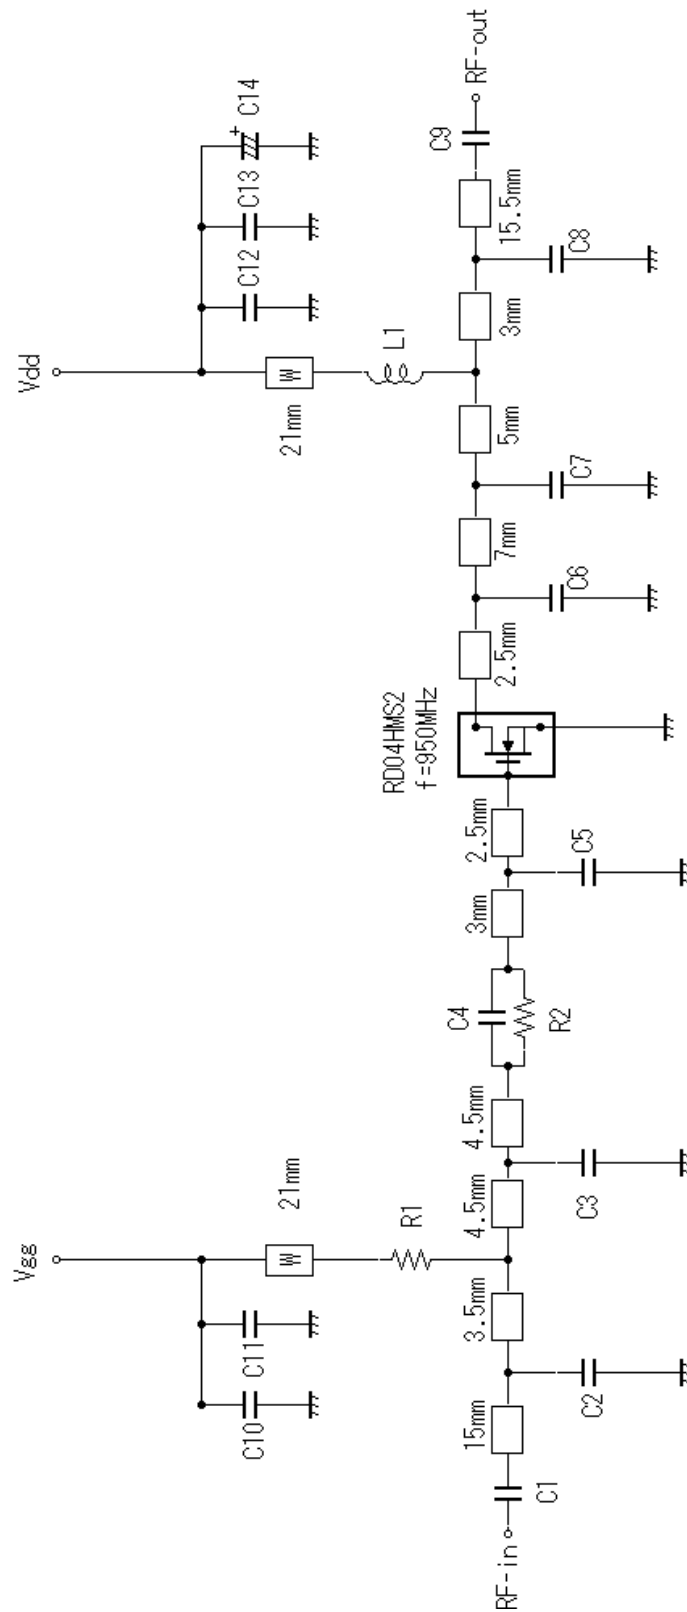 Vgg
Vdd
C10
C11
21mm
W
R1
21mm
W
L1
C12
C13
C14
+
RF-in
C1
15mm
C2
3.5mm
4.5mm
C3
4.5mm
C4
R2
3mm
C5
2.5mm
RD04HMS2
f=950MHz
2.5mm
C6
7mm
C7
5mm
3mm
C8
15.5mm
C9
RF-out